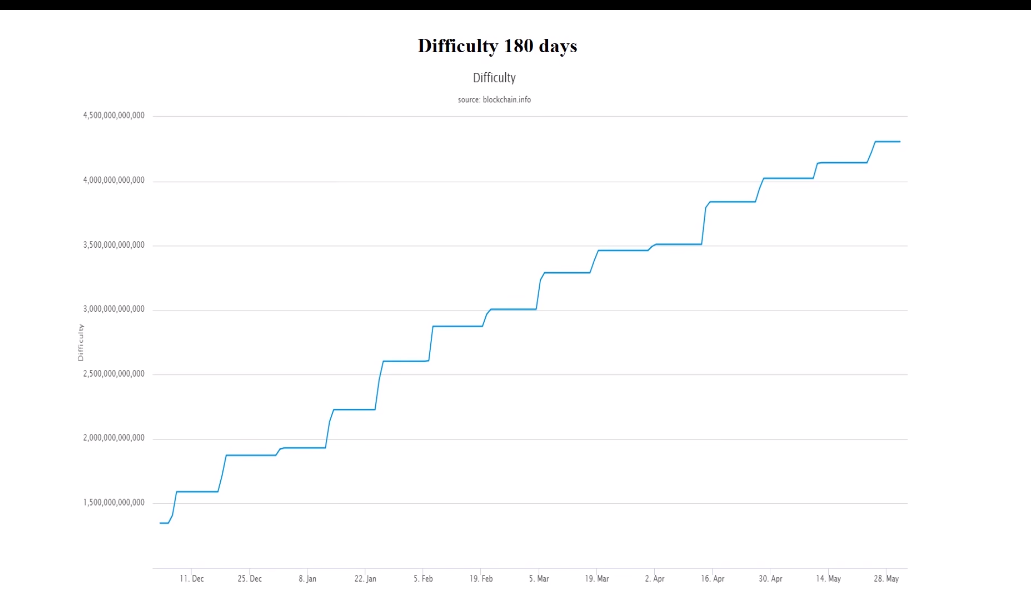 Difficulty 180 days
Difficulty
source: blockchain.info
4,500,000,000,000
4,000,000,000,000
3,500,000,000,000
3,000,000,000,000
2,500,000,000,000
2,000,000,000,000
1,500,000,000,000
Difficulty
11. Dec 25. Dec 8. Jan 22. Jan 5. Feb 19. Feb 5. Mar 19. Mar 2. Apr 16. Apr 30. Apr 14. May 28. May